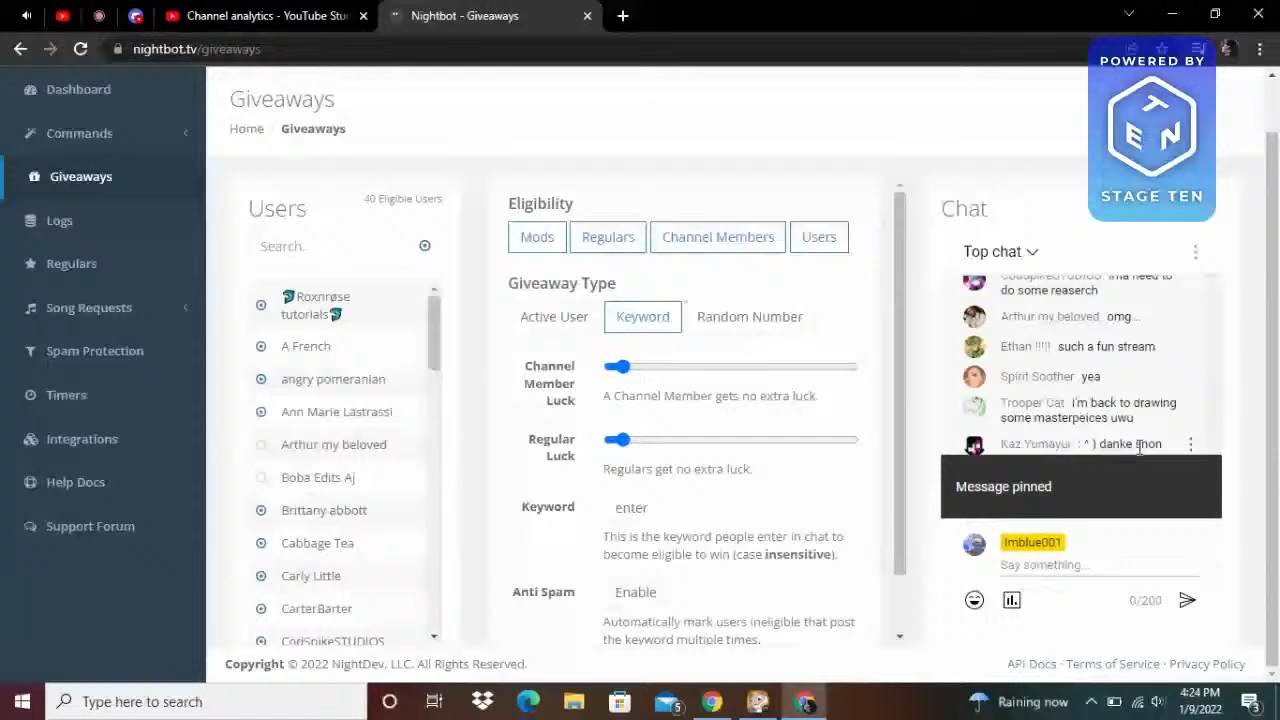 Channel analytics - YouTube Stu
Nightbot - Giveaways
nightbot.tv/giveaways
POWERED BY
TEN
STAGE TEN
Dashboard
Commands
Giveaways
Logs
Regulars
Song Requests
Spam Protection
Timers
Integrations
Help Docs
Support Forum
Giveaways
Home Giveaways
Users
40 Eligible Users
Search.
Roxnrøse
tutorials
A French
angry pomeranian
Ann Marie Lastrassi
Arthur my beloved
Boba Edits Aj
Brittany abbott
Cabbage Tea
Carly Little
CarterBarter
CoriSpikeSTUDIOS
Eligibility
Mods Regulars Channel Members Users
Giveaway Type
Active User Keyword Random Number
Channel
Member
Luck
A Channel Member gets no extra luck.
Regular
Luck
Regulars get no extra luck.
Keyword enter
This is the keyword people enter in chat to
become eligible to win (case insensitive).
Anti Spam Enable
Automatically mark users ineligible that post
the keyword multiple times.
Chat
Top chat
ima need to
do some reaserch
Arthur my beloved omg...
Ethan !!!!! such a fun stream
Spirit Soother yea
Trooper Cat i'm back to drawing
some masterpeices uwu
Kaz Yumayui : ^ ) danke shon
Message pinned
Imblue001
Say something...
0/200
Copyright © 2022 NightDev, LLC. All Rights Reserved.
API Docs · Terms of Service · Privacy Policy
Type here to search
5
Raining now
4:24 PM
1/9/2022
3